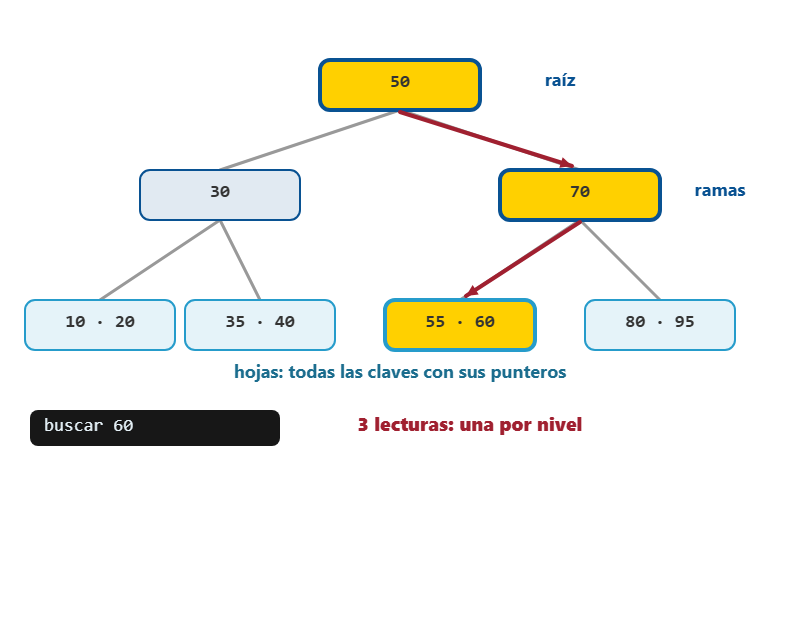 50
raíz
30
70
ramas
10 · 20
35 · 40
55 · 60
80 · 95
hojas: todas las claves con sus punteros
buscar 60
3 lecturas: una por nivel